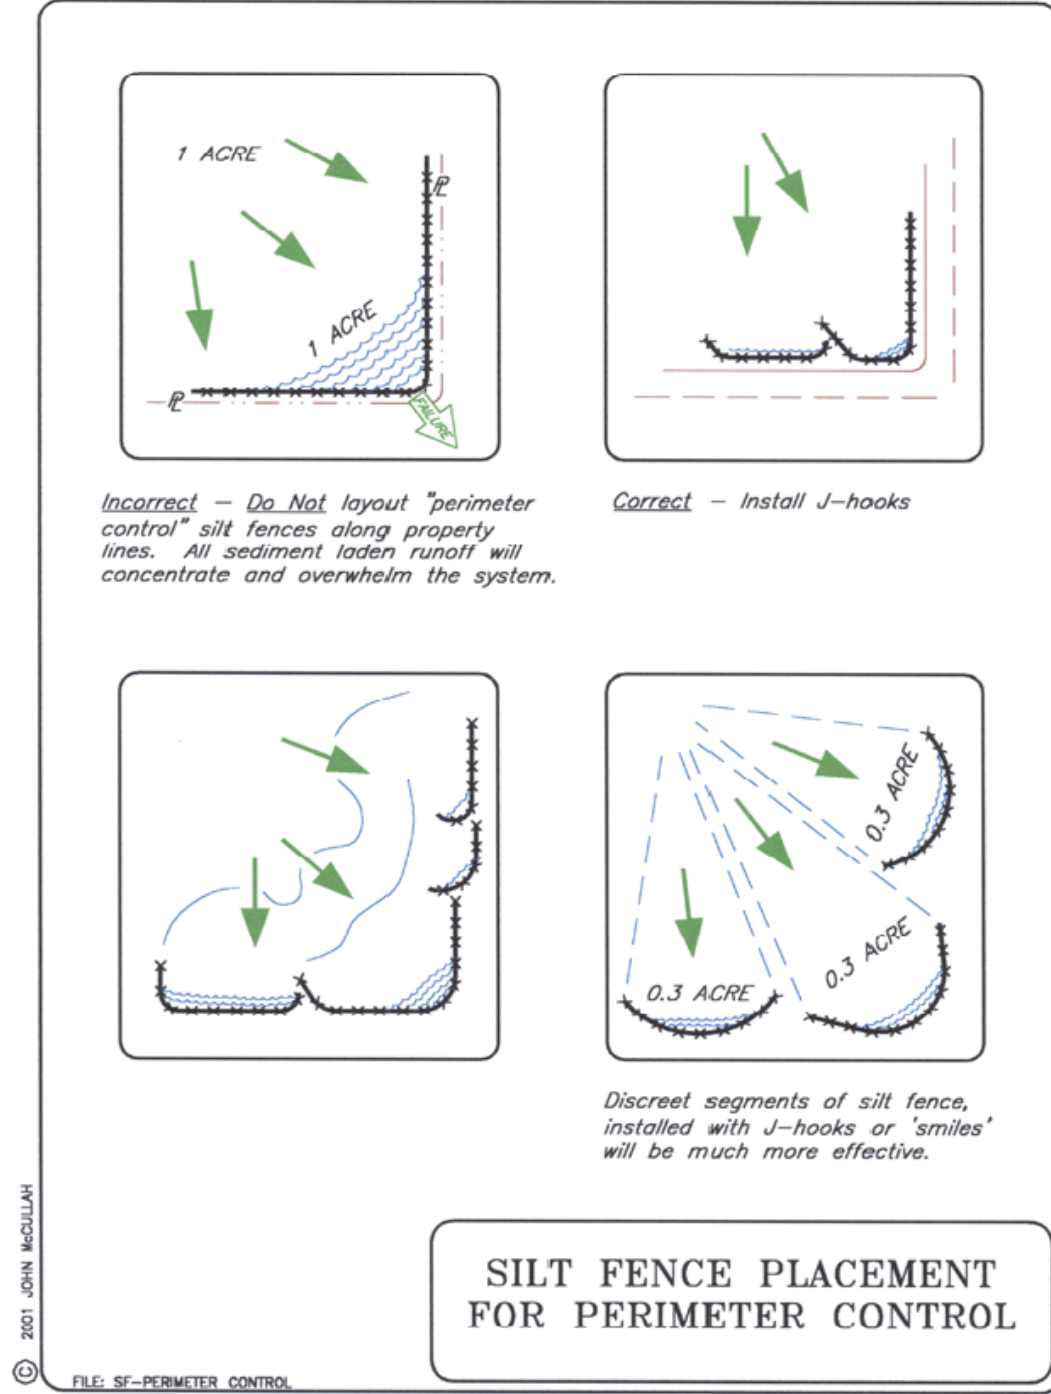 1 ACRE
℄
1 ACRE
℄
FAILURE
Incorrect – Do Not layout "perimeter
control" silt fences along property
lines. All sediment laden runoff will
concentrate and overwhelm the system.
Correct – Install J-hooks
0.3 ACRE
0.3 ACRE
0.3 ACRE
Discreet segments of silt fence,
installed with J-hooks or 'smiles'
will be much more effective.
SILT FENCE PLACEMENT
FOR PERIMETER CONTROL
© 2001 JOHN McCULLAH
FILE: SF-PERIMETER CONTROL